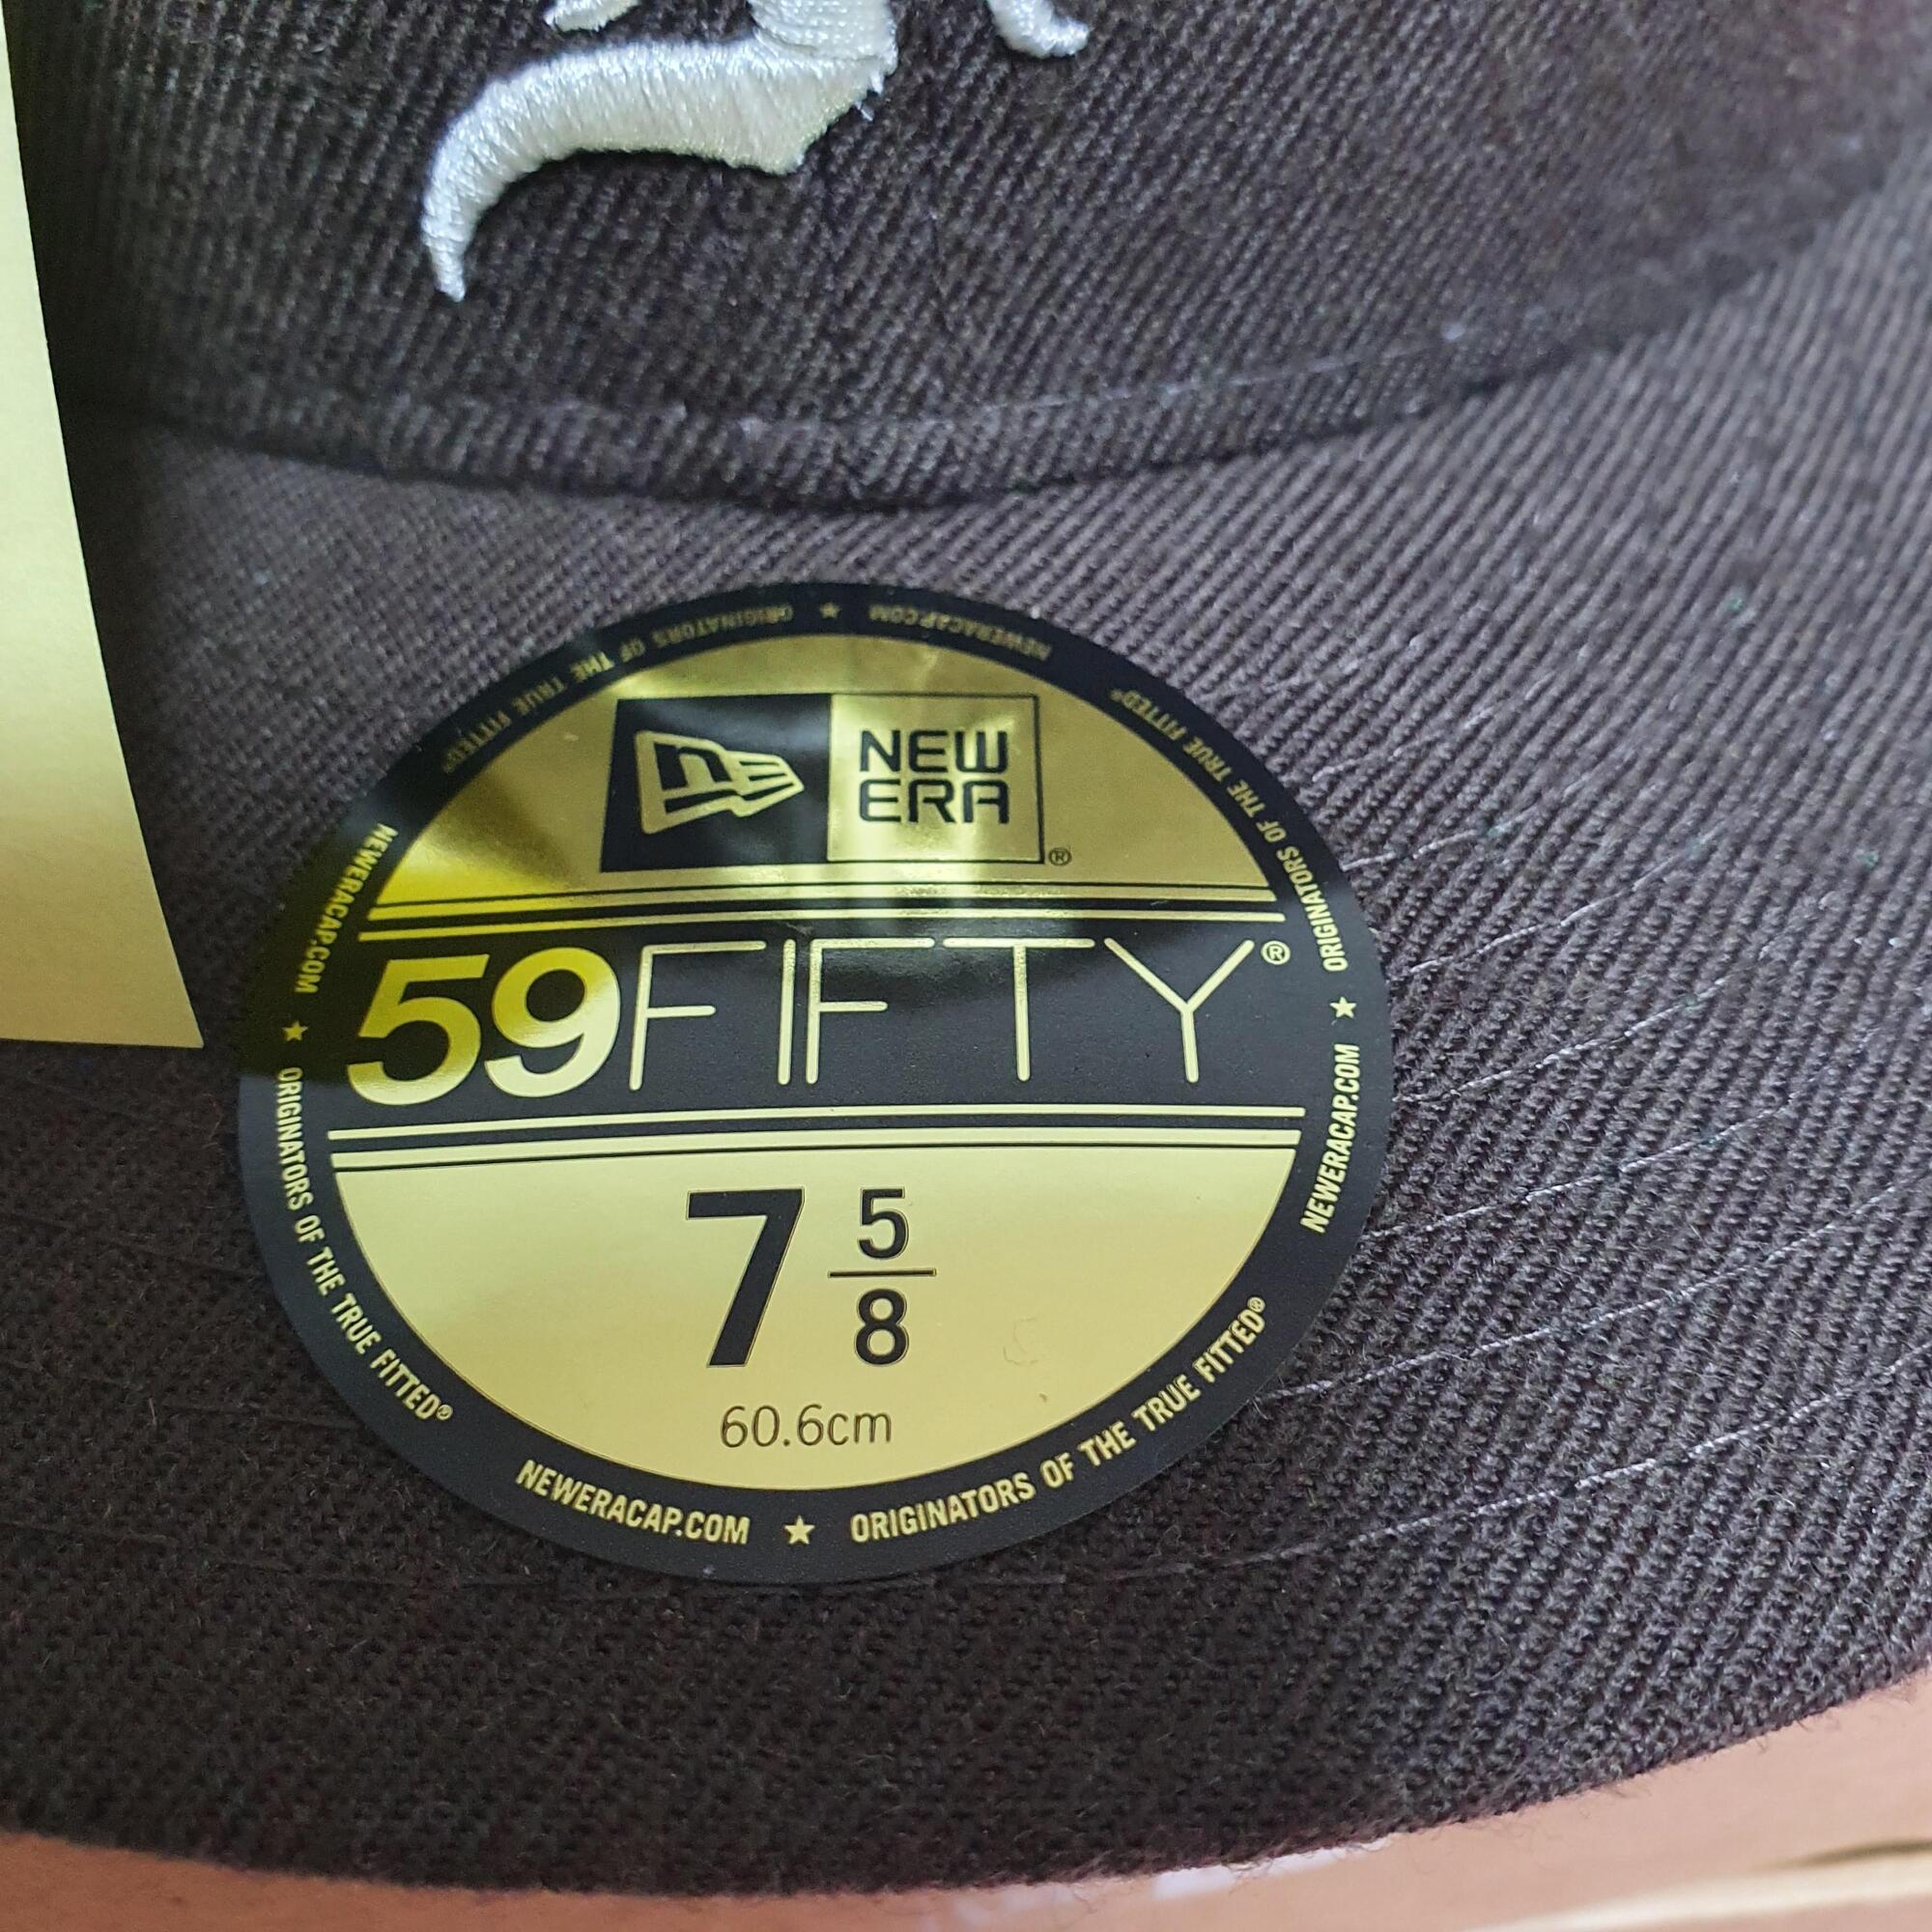 NEW
ERA
®
59FIFTY®
7 5/8
60.6cm
NEWERACAP.COM ★ ORIGINATORS OF THE TRUE FITTED®
NEWERACAP.COM ★ ORIGINATORS OF THE TRUE FITTED®
NEWERACAP.COM ★ ORIGINATORS OF THE TRUE FITTED®
NEWERACAP.COM ★ ORIGINATORS OF THE TRUE FITTED®